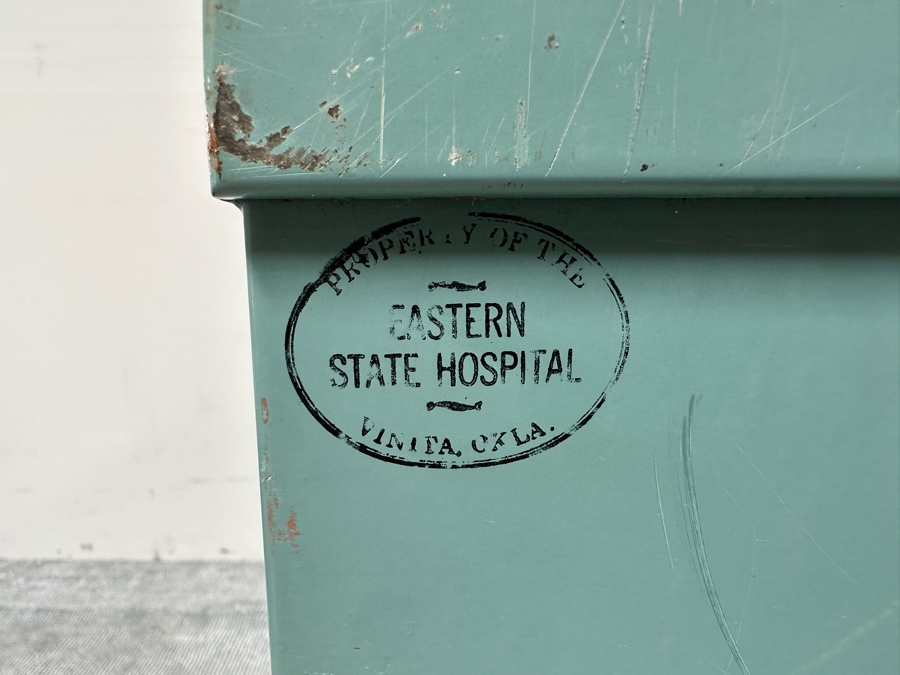 PROPERTY OF THE
EASTERN
STATE HOSPITAL
VINITA, OKLA.